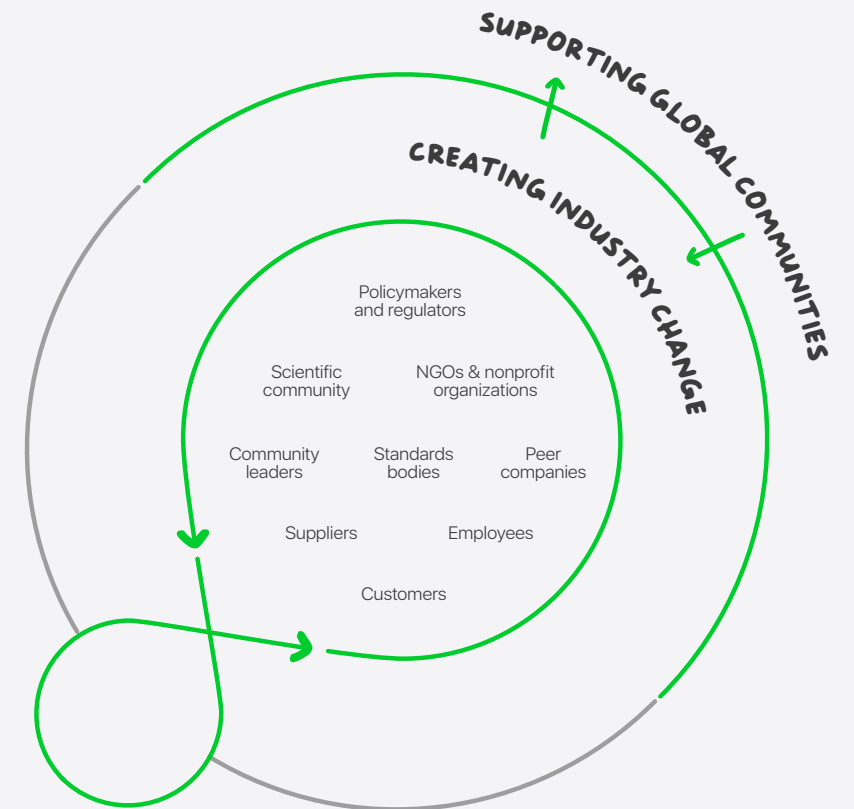 SUPPORTING GLOBAL COMMUNITIES
CREATING INDUSTRY CHANGE
Policymakers
and regulators
Scientific
community
NGOs & nonprofit
organizations
Community
leaders
Standards
bodies
Peer
companies
Suppliers
Employees
Customers